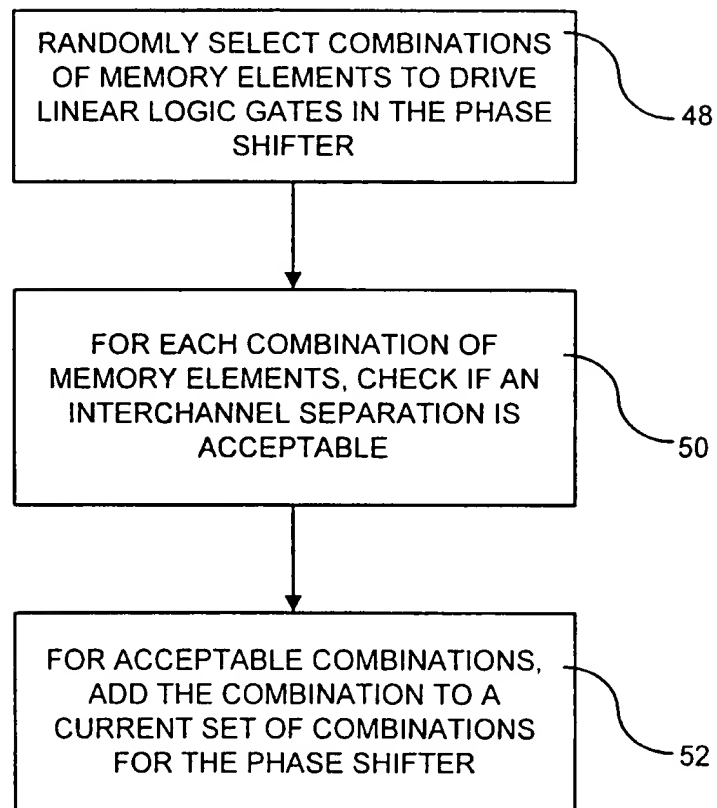 RANDOMLY SELECT COMBINATIONS
OF MEMORY ELEMENTS TO DRIVE
LINEAR LOGIC GATES IN THE PHASE
SHIFTER
48
FOR EACH COMBINATION OF
MEMORY ELEMENTS, CHECK IF AN
INTERCHANNEL SEPARATION IS
ACCEPTABLE
50
FOR ACCEPTABLE COMBINATIONS,
ADD THE COMBINATION TO A
CURRENT SET OF COMBINATIONS
FOR THE PHASE SHIFTER
52